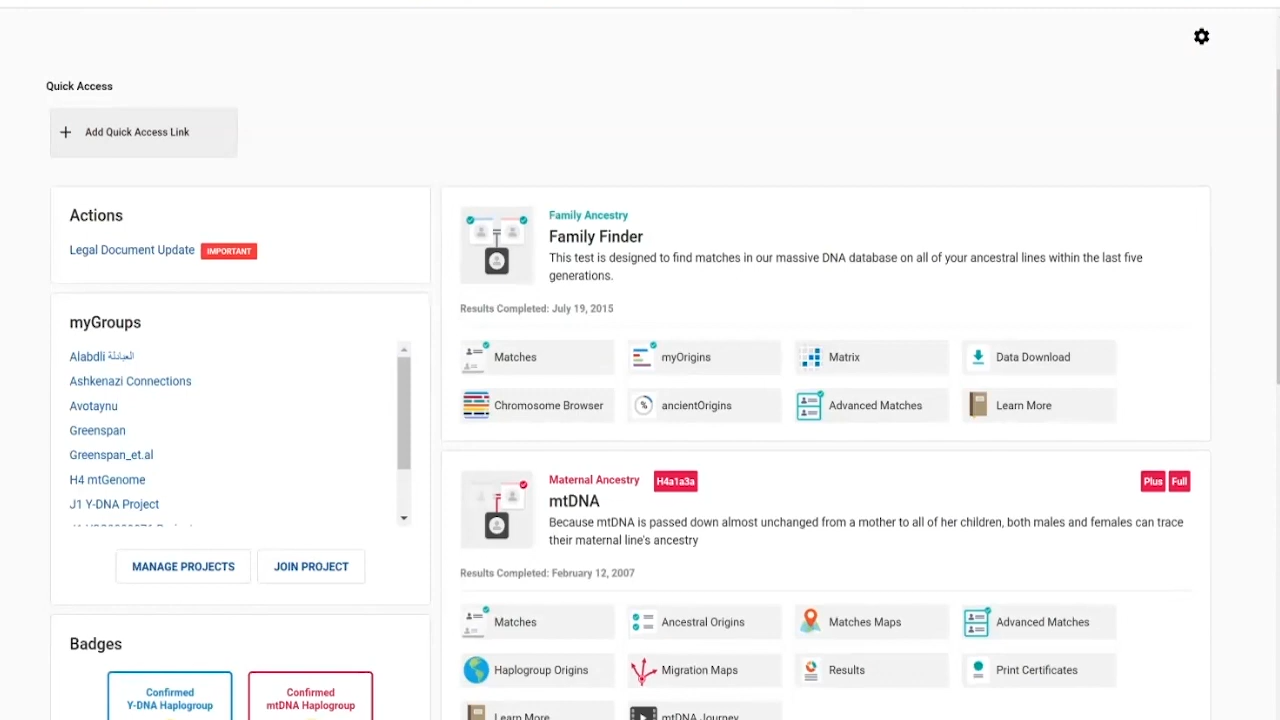 Quick Access
Add Quick Access Link
Actions
Legal Document Update IMPORTANT
myGroups
Alabdli العبادلة
Ashkenazi Connections
Avotaynu
Greenspan
Greenspan_et.al
H4 mtGenome
J1 Y-DNA Project
MANAGE PROJECTS
JOIN PROJECT
Badges
Confirmed
Y-DNA Haplogroup
Confirmed
mtDNA Haplogroup
Family Ancestry
Family Finder
This test is designed to find matches in our massive DNA database on all of your ancestral lines within the last five
generations.
Results Completed: July 19, 2015
Matches
myOrigins
Matrix
Data Download
Chromosome Browser
ancientOrigins
Advanced Matches
Learn More
Maternal Ancestry H4a1a3a
Plus Full
mtDNA
Because mtDNA is passed down almost unchanged from a mother to all of her children, both males and females can trace
their maternal line's ancestry
Results Completed: February 12, 2007
Matches
Ancestral Origins
Matches Maps
Advanced Matches
Haplogroup Origins
Migration Maps
Results
Print Certificates
Learn More
mtDNA Journey